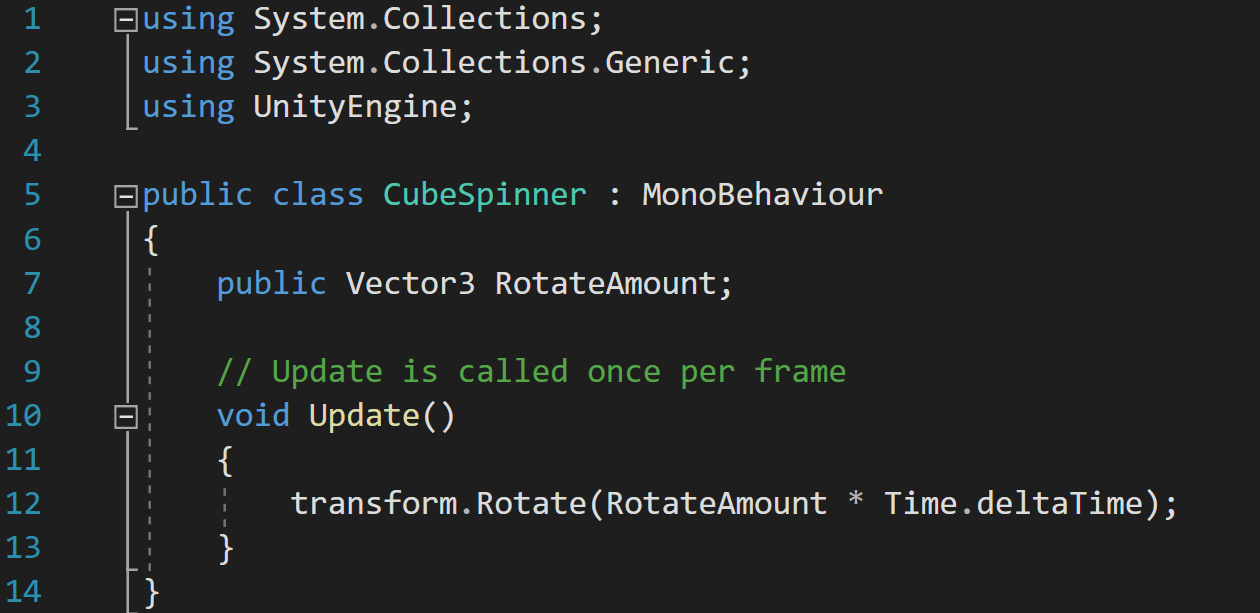 1 using System.Collections;
2 using System.Collections.Generic;
3 using UnityEngine;
4
5 public class CubeSpinner : MonoBehaviour
6 {
7     public Vector3 RotateAmount;
8
9     // Update is called once per frame
10     void Update()
11     {
12         transform.Rotate(RotateAmount * Time.deltaTime);
13     }
14 }